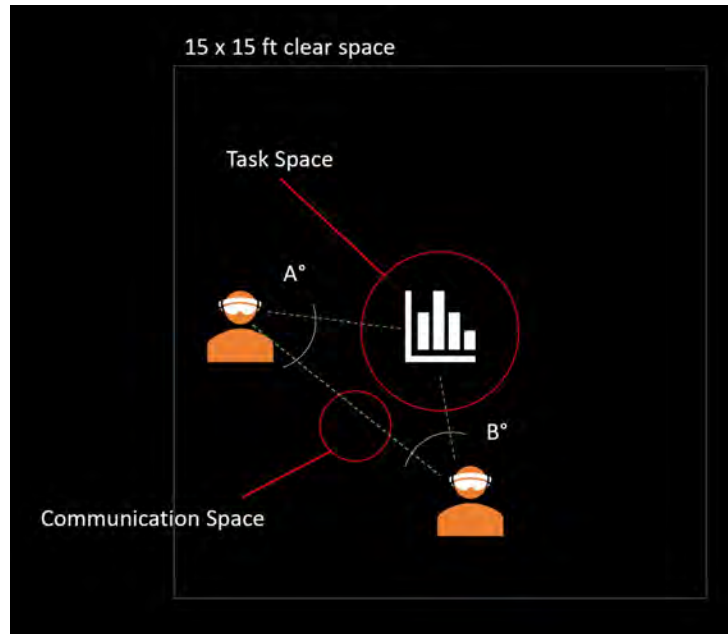 15 x 15 ft clear space
Task Space
A°
B°
Communication Space